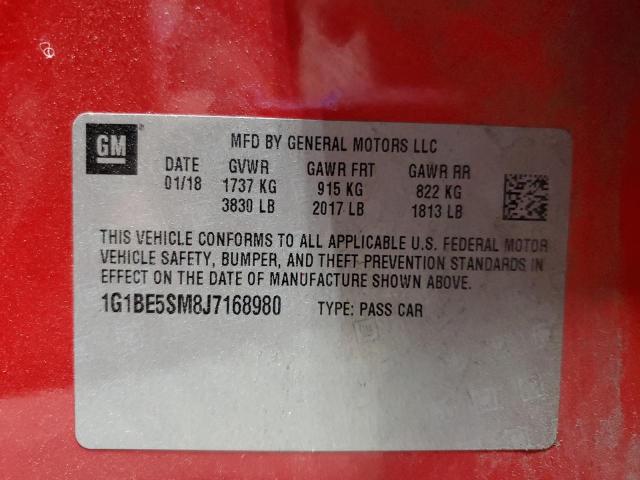 GM
MFD BY GENERAL MOTORS LLC
DATE GVWR GAWR FRT GAWR RR
01/18 1737 KG 915 KG 822 KG
3830 LB 2017 LB 1813 LB
THIS VEHICLE CONFORMS TO ALL APPLICABLE U.S. FEDERAL MOTOR
VEHICLE SAFETY, BUMPER, AND THEFT PREVENTION STANDARDS IN
EFFECT ON THE DATE OF MANUFACTURE SHOWN ABOVE.
1G1BE5SM8J7168980 TYPE: PASS CAR